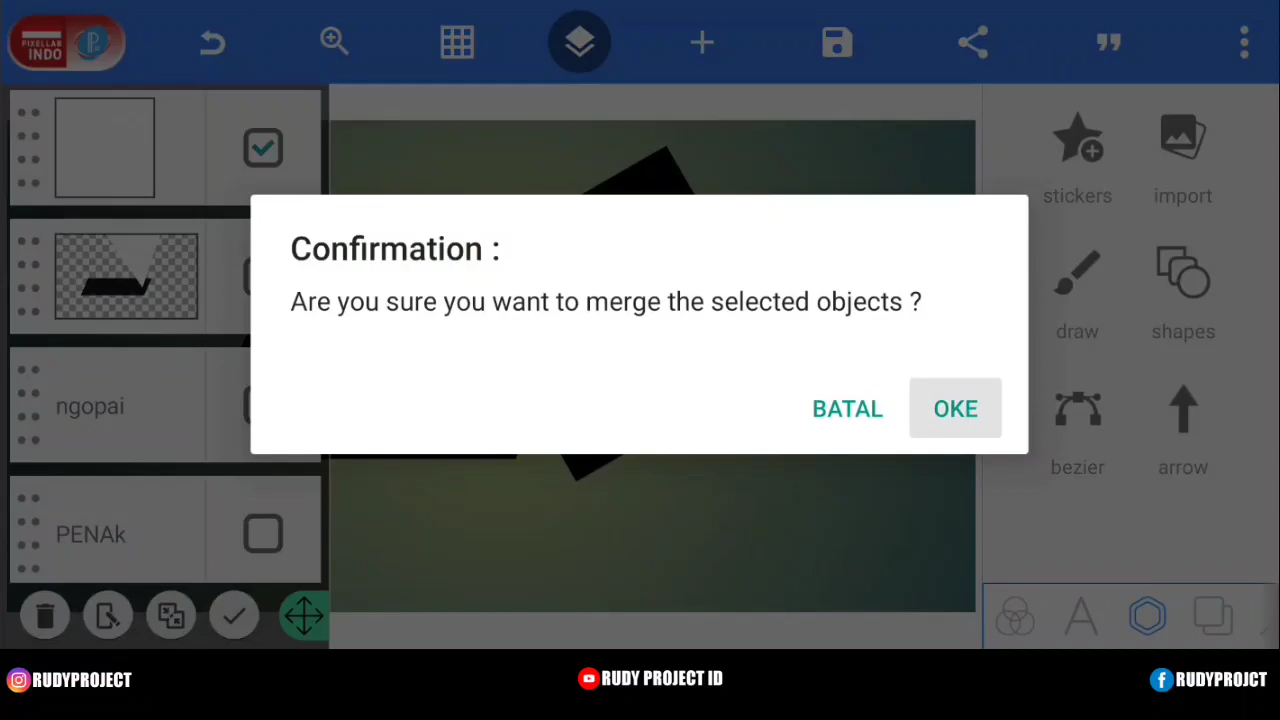 PIXELLAB
INDO
stickers
import
Confirmation :
Are you sure you want to merge the selected objects ?
draw
shapes
ngopai
BATAL
OKE
bezier
arrow
PENAk
RUDYPROJECT
RUDY PROJECT ID
RUDYPROJCT